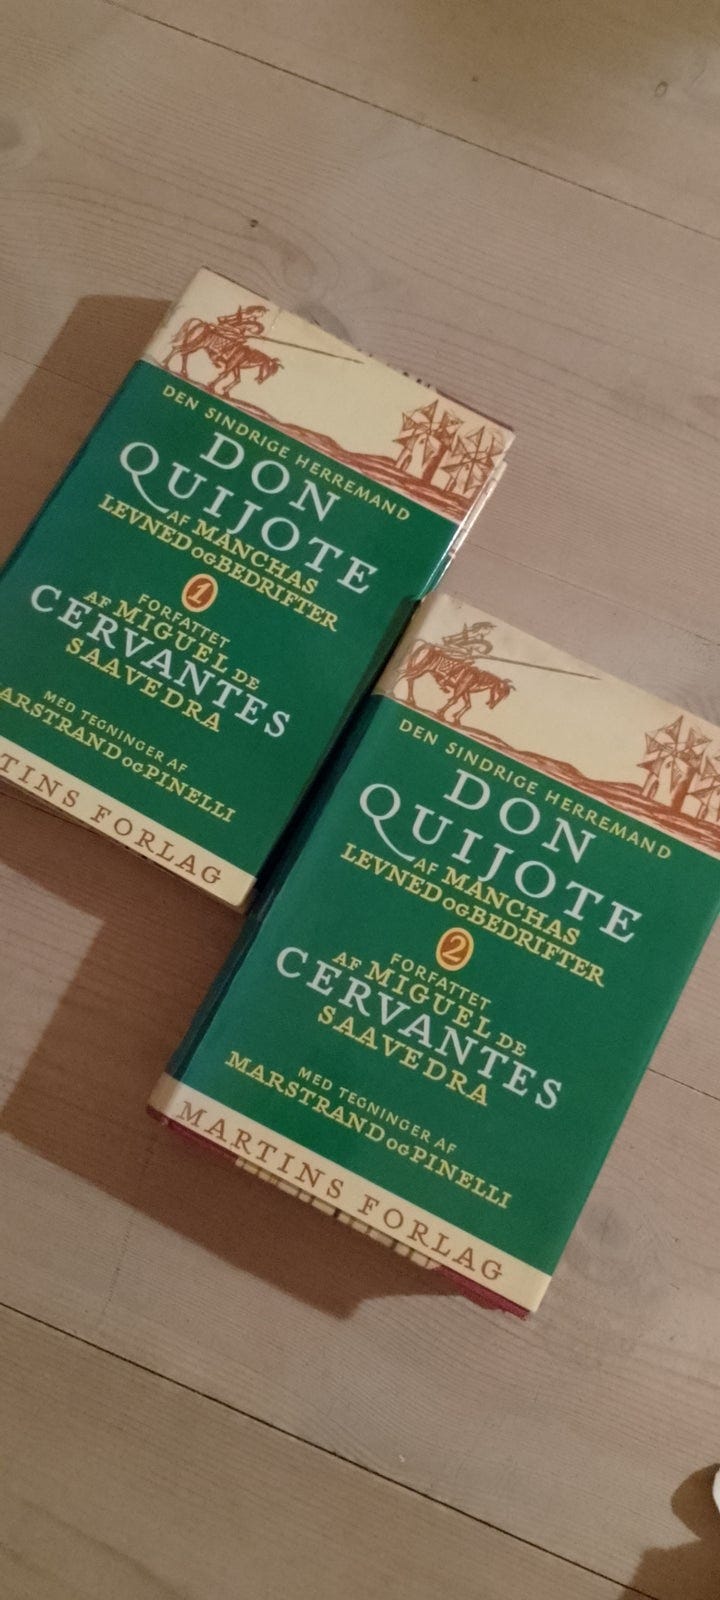 DEN SINDRIGE HERREMAND
DON
QUIJOTE
AF MANCHAS
LEVNED OG BEDRIFTER
1
FORFATTET
AF MIGUEL DE
CERVANTES
SAAVEDRA
MED TEGNINGER AF
ARSTRAND OG PINELLI
TINS FORLAG
DEN SINDRIGE HERREMAND
DON
QUIJOTE
AF MANCHAS
LEVNED OG BEDRIFTER
2
FORFATTET
AF MIGUEL DE
CERVANTES
SAAVEDRA
MED TEGNINGER AF
MARSTRAND OG PINELLI
MARTINS FORLAG